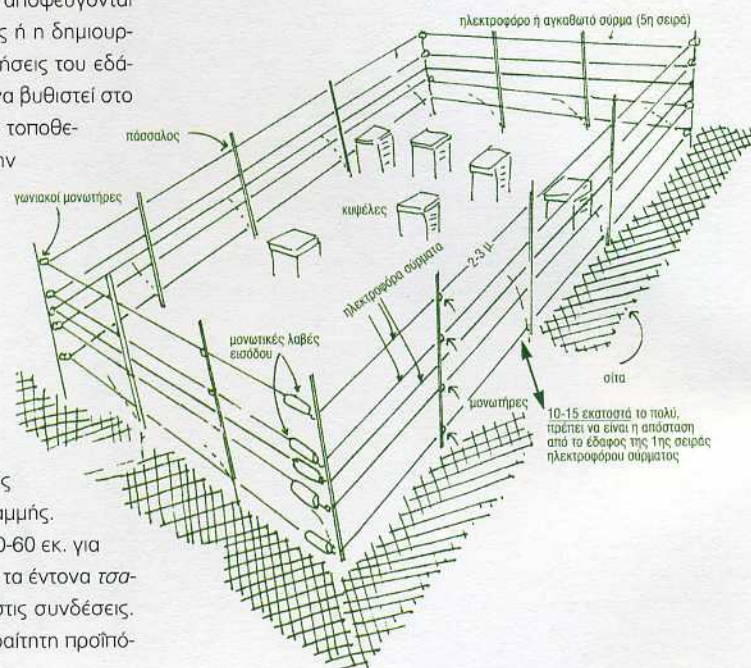 αποφεύγονται
ς ή η δημιουρ-
ήσεις του εδά-
να βυθιστεί στο
τοποθε-
ην
ηλεκτροφόρο ή αγκαθωτό σύρμα (5η σειρά)
πάσσαλος
γωνιακοί μονωτήρες
κυψέλες
2-3 μ.
ηλεκτροφόρα σύρματα
μονωτικές λαβές
εισόδου
μονωτήρες
σίτα
10-15 εκατοστά το πολύ,
πρέπει να είναι η απόσταση
από το έδαφος της 1ης σειράς
ηλεκτροφόρου σύρματος
ς
αμμής.
0-60 εκ. για
τα έντονα τσα-
στις συνδέσεις.
ραίτητη προϊπό-